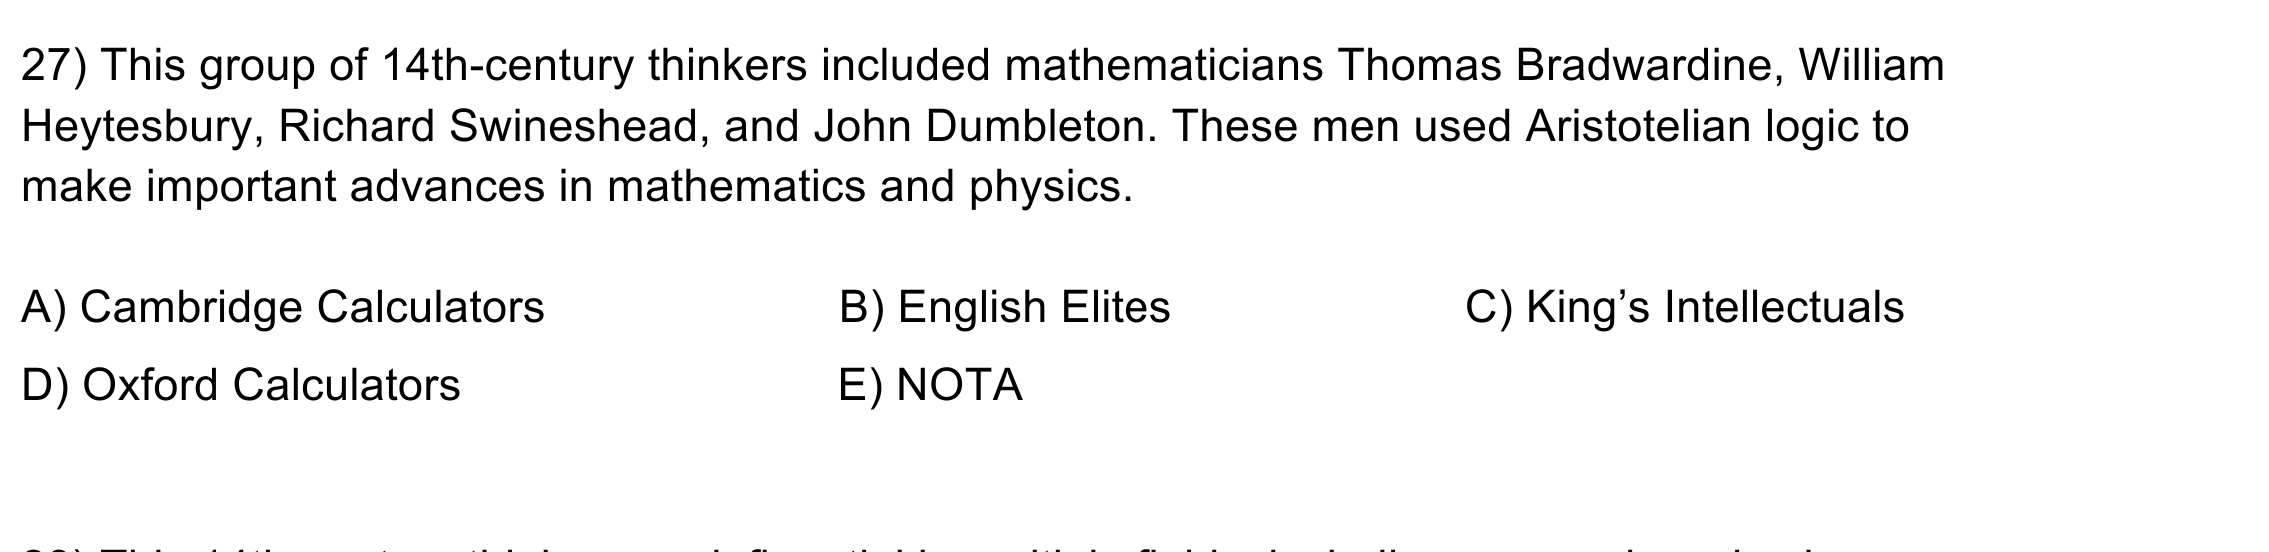 27) This group of 14th-century thinkers included mathematicians Thomas Bradwardine, William
Heytesbury, Richard Swineshead, and John Dumbleton. These men used Aristotelian logic to
make important advances in mathematics and physics.
A) Cambridge Calculators B) English Elites C) King’s Intellectuals
D) Oxford Calculators E) NOTA